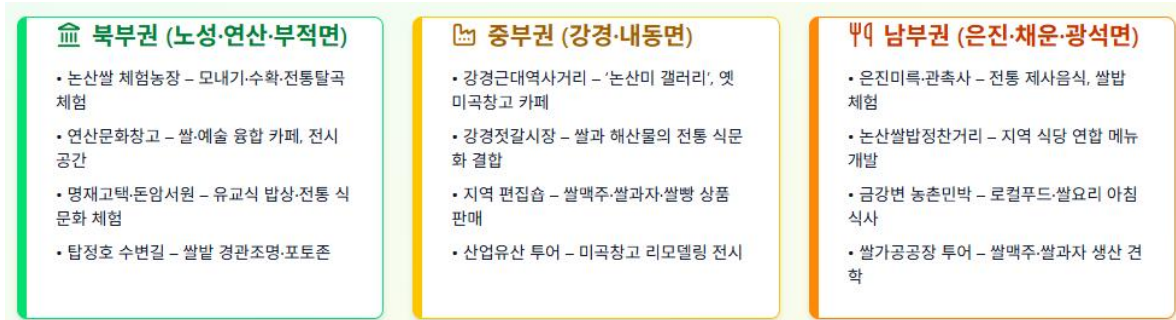 북부권 (노성·연산·부적면)
• 논산쌀 체험농장 – 모내기·수확·전통탈곡
체험
• 연산문화창고 – 쌀·예술 융합 카페, 전시
공간
• 명재고택·돈암서원 – 유교식 밥상·전통 식
문화 체험
• 탑정호 수변길 – 쌀밭 경관조명·포토존
중부권 (강경·내동면)
• 강경근대역사거리 – ‘논산미 갤러리’, 옛
미곡창고 카페
• 강경젓갈시장 – 쌀과 해산물의 전통 식문
화 결합
• 지역 편집숍 – 쌀맥주·쌀과자·쌀빵 상품
판매
• 산업유산 투어 – 미곡창고 리모델링 전시
남부권 (은진·채운·광석면)
• 은진미륵·관촉사 – 전통 제사음식, 쌀밥
체험
• 논산쌀밥정찬거리 – 지역 식당 연합 메뉴
개발
• 금강변 농촌민박 – 로컬푸드·쌀요리 아침
식사
• 쌀가공공장 투어 – 쌀맥주·쌀과자 생산 견
학